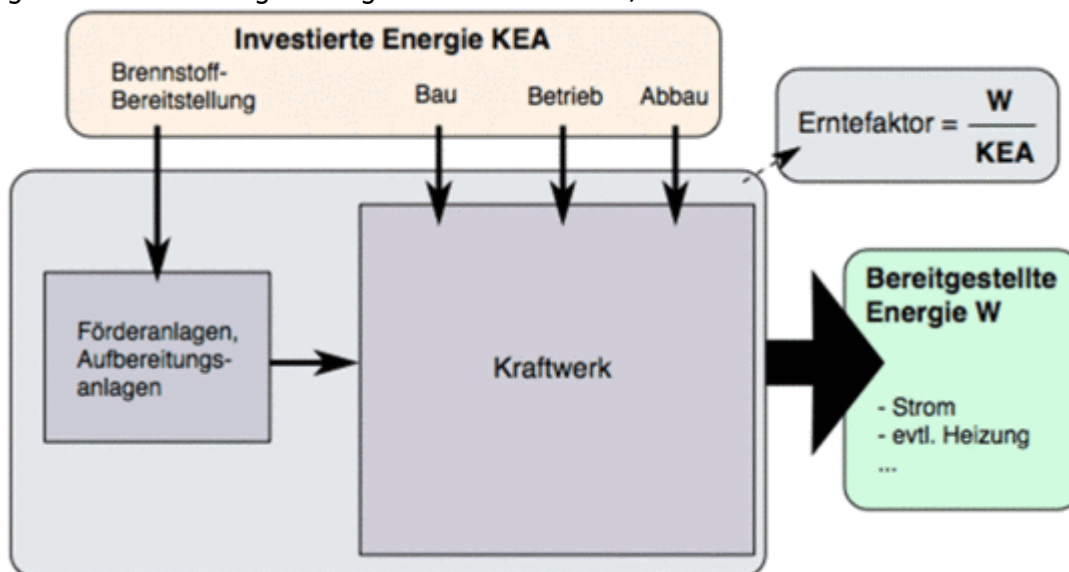 Investierte Energie KEA
Brennstoff-
Bereitstellung
Bau
Betrieb
Abbau
Erntefaktor = W
KEA
Förderanlagen,
Aufbereitungs-
anlagen
Kraftwerk
Bereitgestellte
Energie W
- Strom
- evtl. Heizung
...